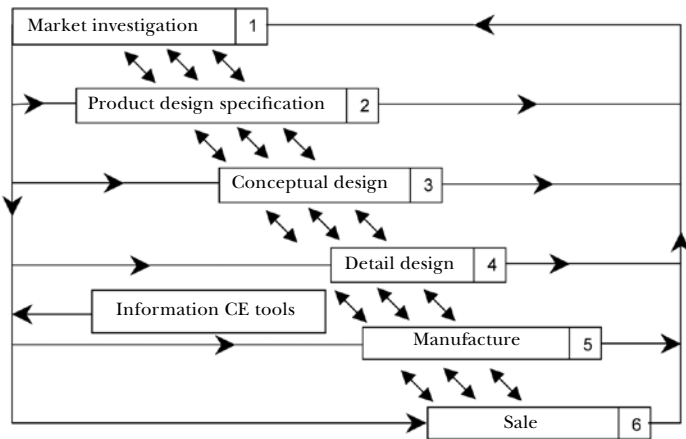 Market investigation 1
Product design specification 2
Conceptual design 3
Detail design 4
Information CE tools
Manufacture 5
Sale 6